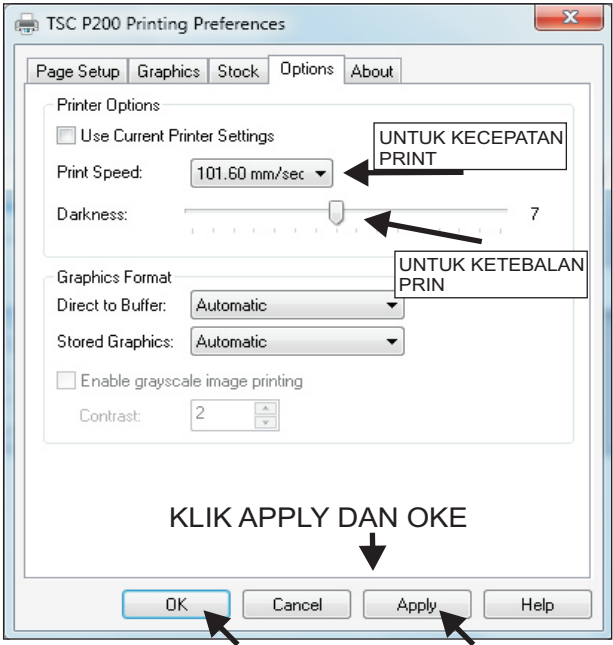 TSC P200 Printing Preferences
Page Setup Graphics Stock Options About
Printer Options
Use Current Printer Settings
UNTUK KECEPATAN
PRINT
Print Speed: 101.60 mm/sec
Darkness: 7
UNTUK KETEBALAN
PRIN
Graphics Format
Direct to Buffer: Automatic
Stored Graphics: Automatic
Enable grayscale image printing
Contrast: 2
KLIK APPLY DAN OKE
OK Cancel Apply Help